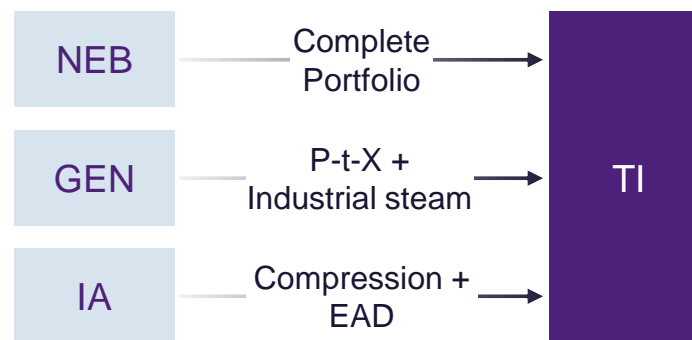 NEB
Complete
Portfolio
GEN
P-t-X +
Industrial steam
TI
IA
Compression +
EAD